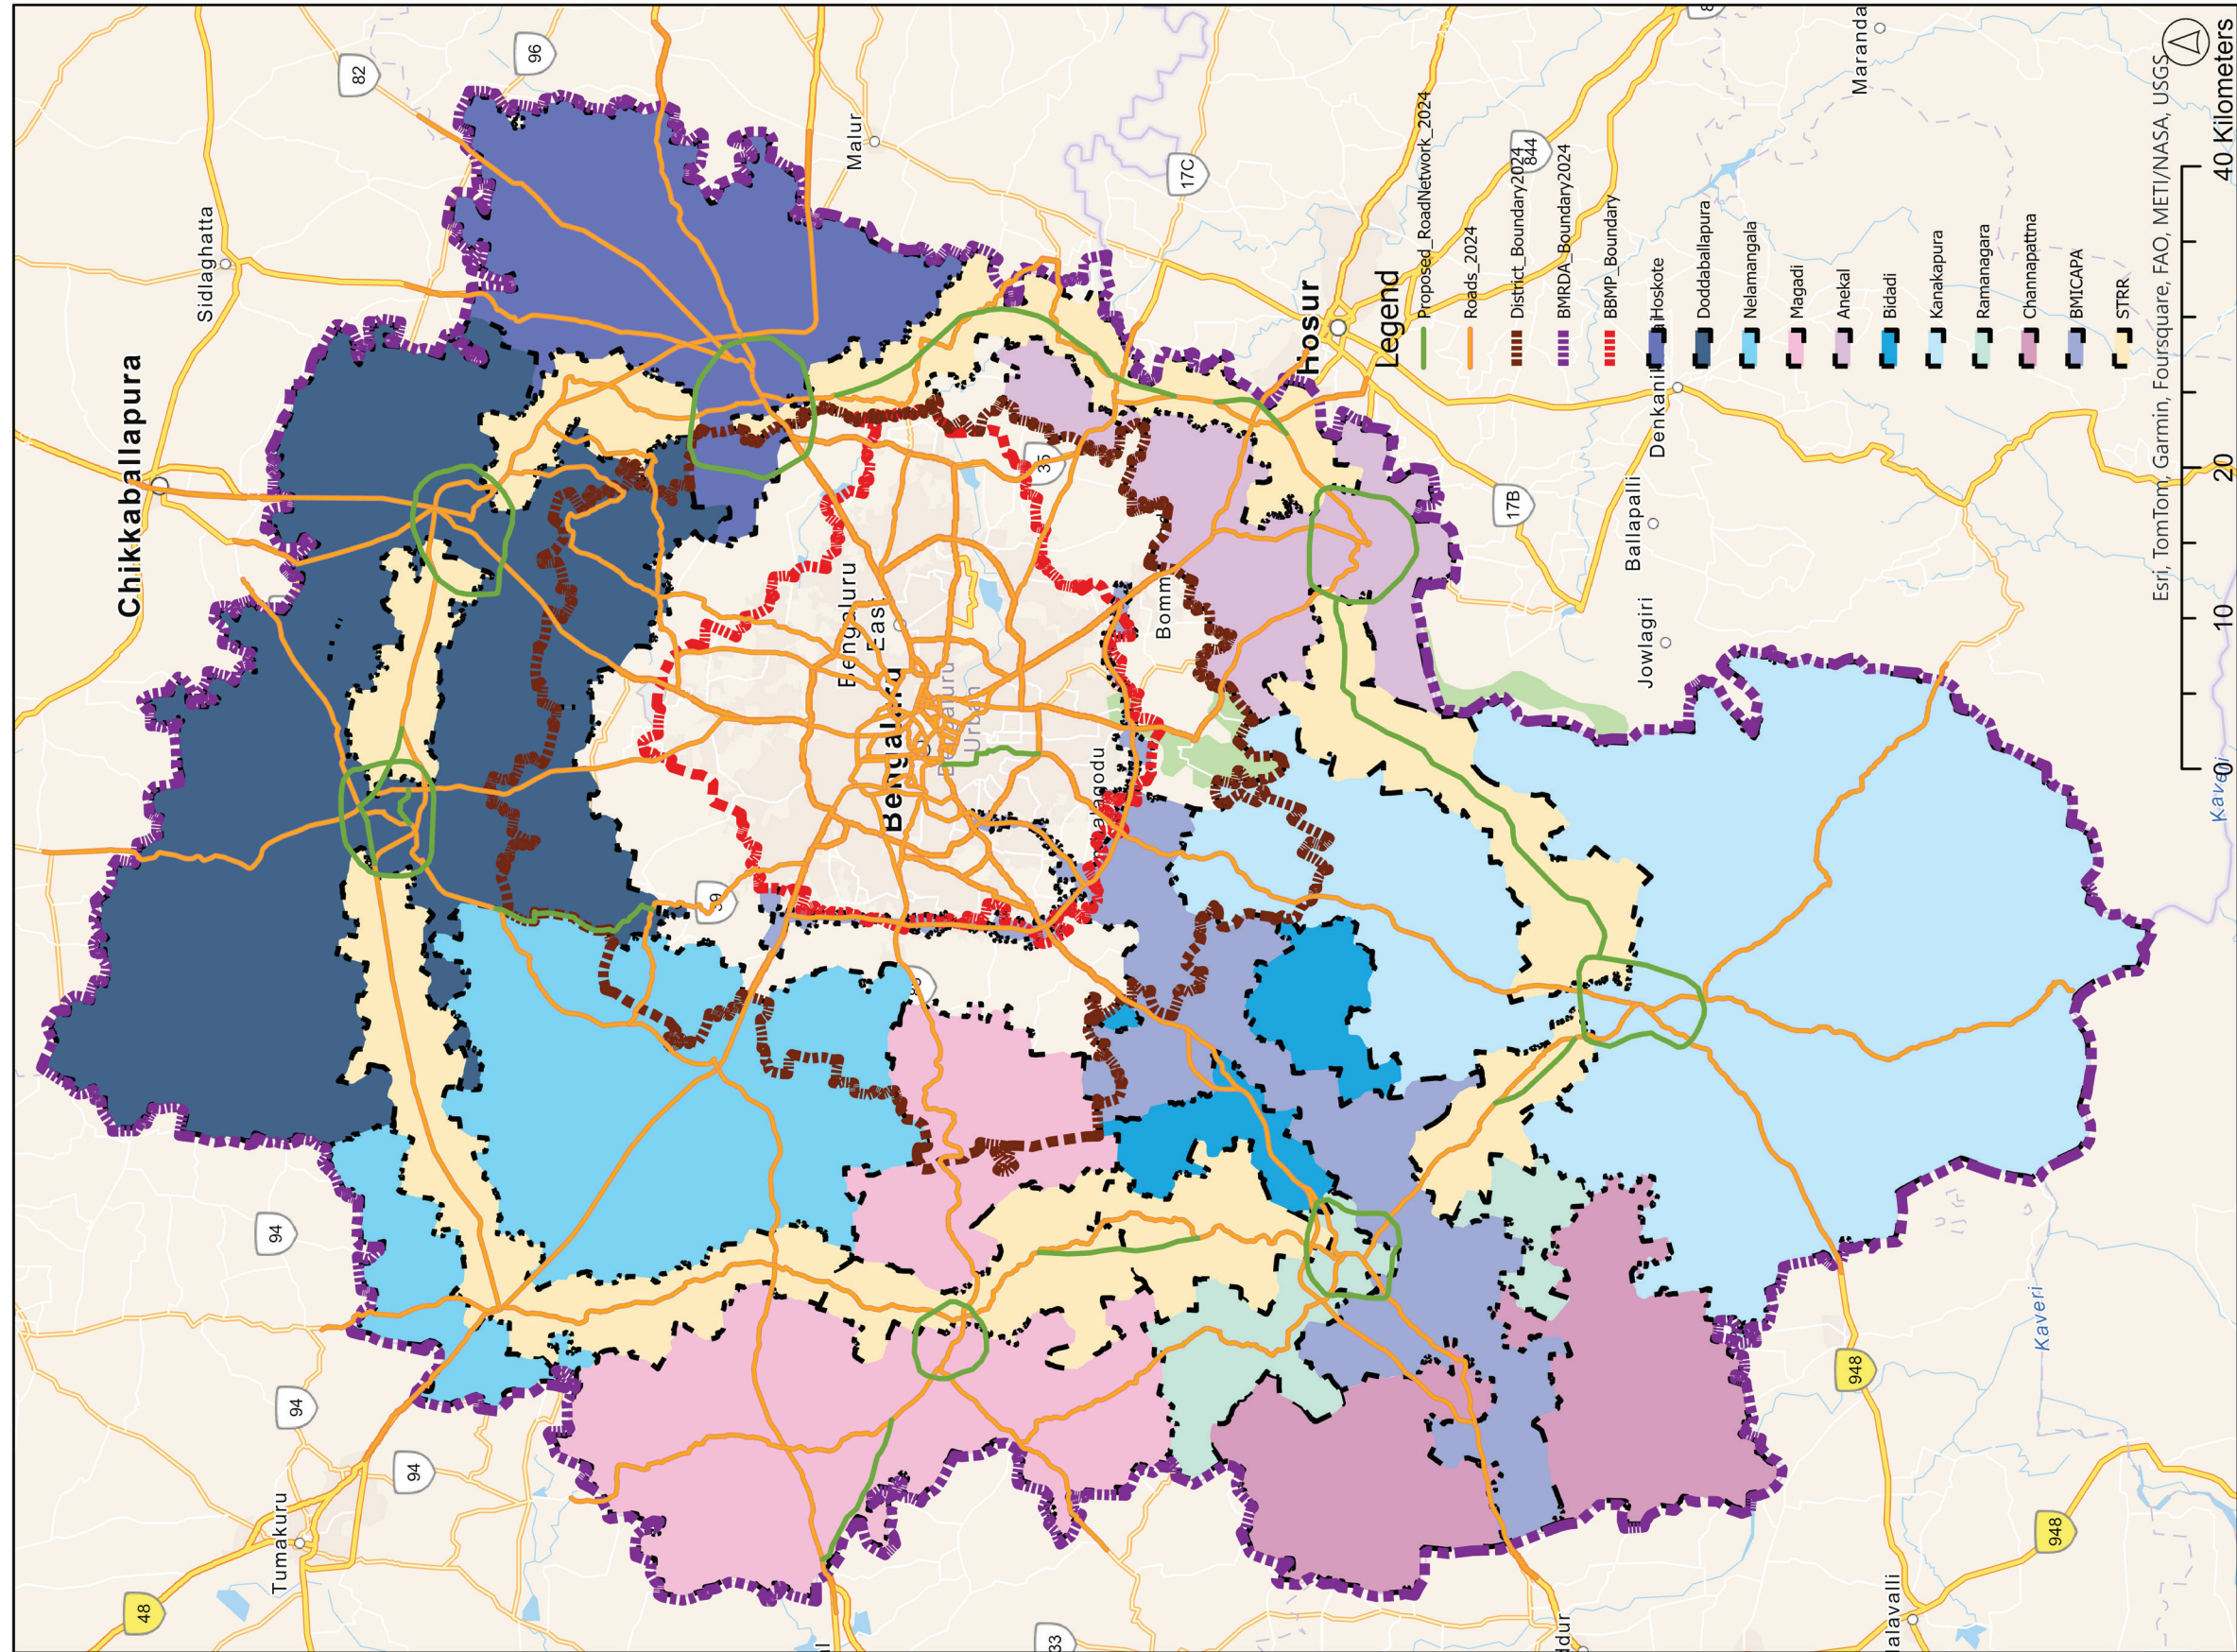 Chikkaballapura
Sidlaghatta
82
96
Malur
17C
844
Maranda
Tumakuru
48
94
94
94
39
35
33
Bengaluru
East
Bengaluru
Urban
Bomm
Hosur
17B
Denkani
Ballapalli
Jowlagiri
Kaveri
Kaveri
948
948
Legend
Proposed_RoadNetwork_2024
Roads_2024
District_Boundary2024
BMRDA_Boundary2024
BBMP_Boundary
Hoskote
Doddaballapura
Nelamangala
Magadi
Anekal
Bidadi
Kanakapura
Ramanagara
Channapattna
BMICAPA
STRR
Esri, TomTom, Garmin, Foursquare, FAO, METI/NASA, USGS
0 10 20 40 Kilometers